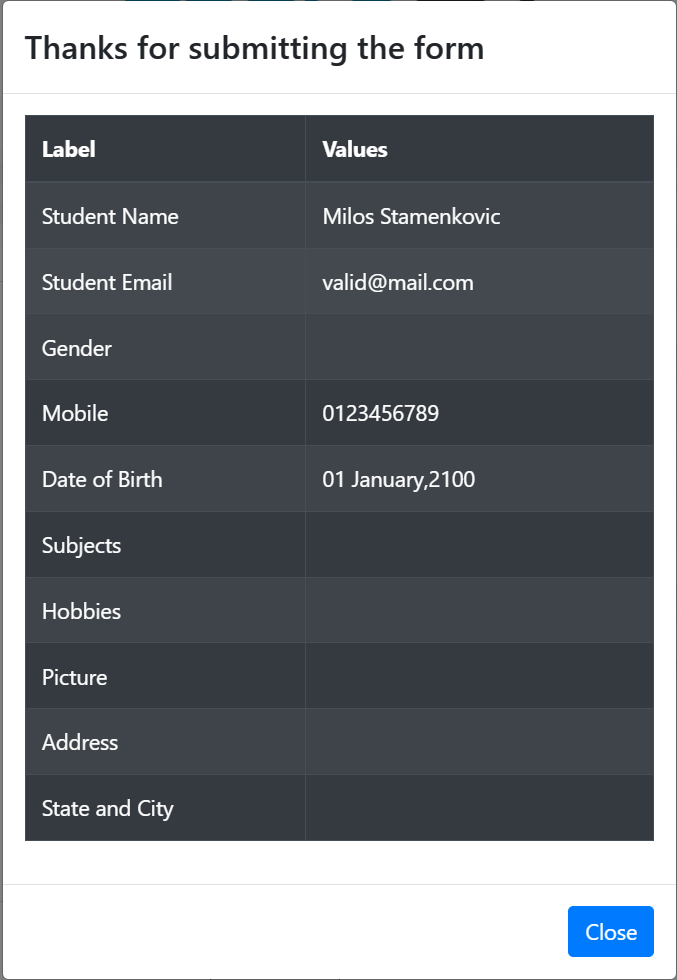 Thanks for submitting the form
Label Values
Student Name Milos Stamenkovic
Student Email valid@mail.com
Gender
Mobile 0123456789
Date of Birth 01 January,2100
Subjects
Hobbies
Picture
Address
State and City
Close